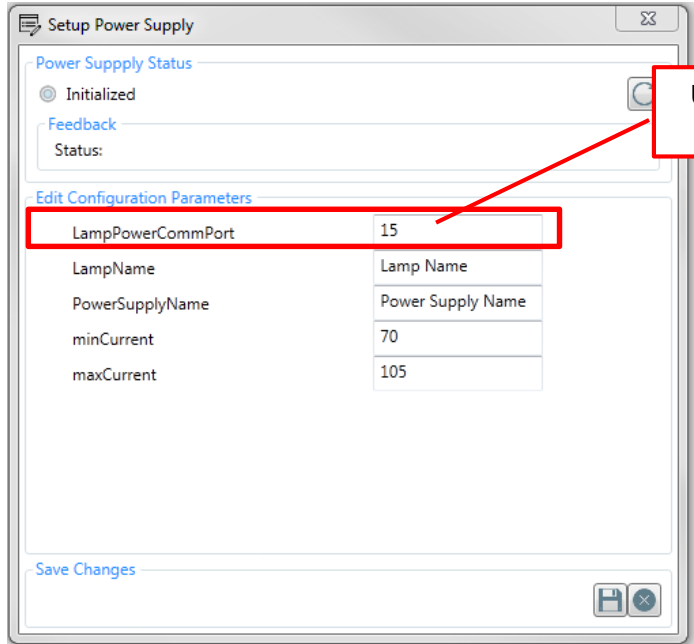 Setup Power Supply
Power Suppply Status
Initialized
Feedback
Status:
Edit Configuration Parameters
LampPowerCommPort 15
LampName Lamp Name
PowerSupplyName Power Supply Name
minCurrent 70
maxCurrent 105
Save Changes